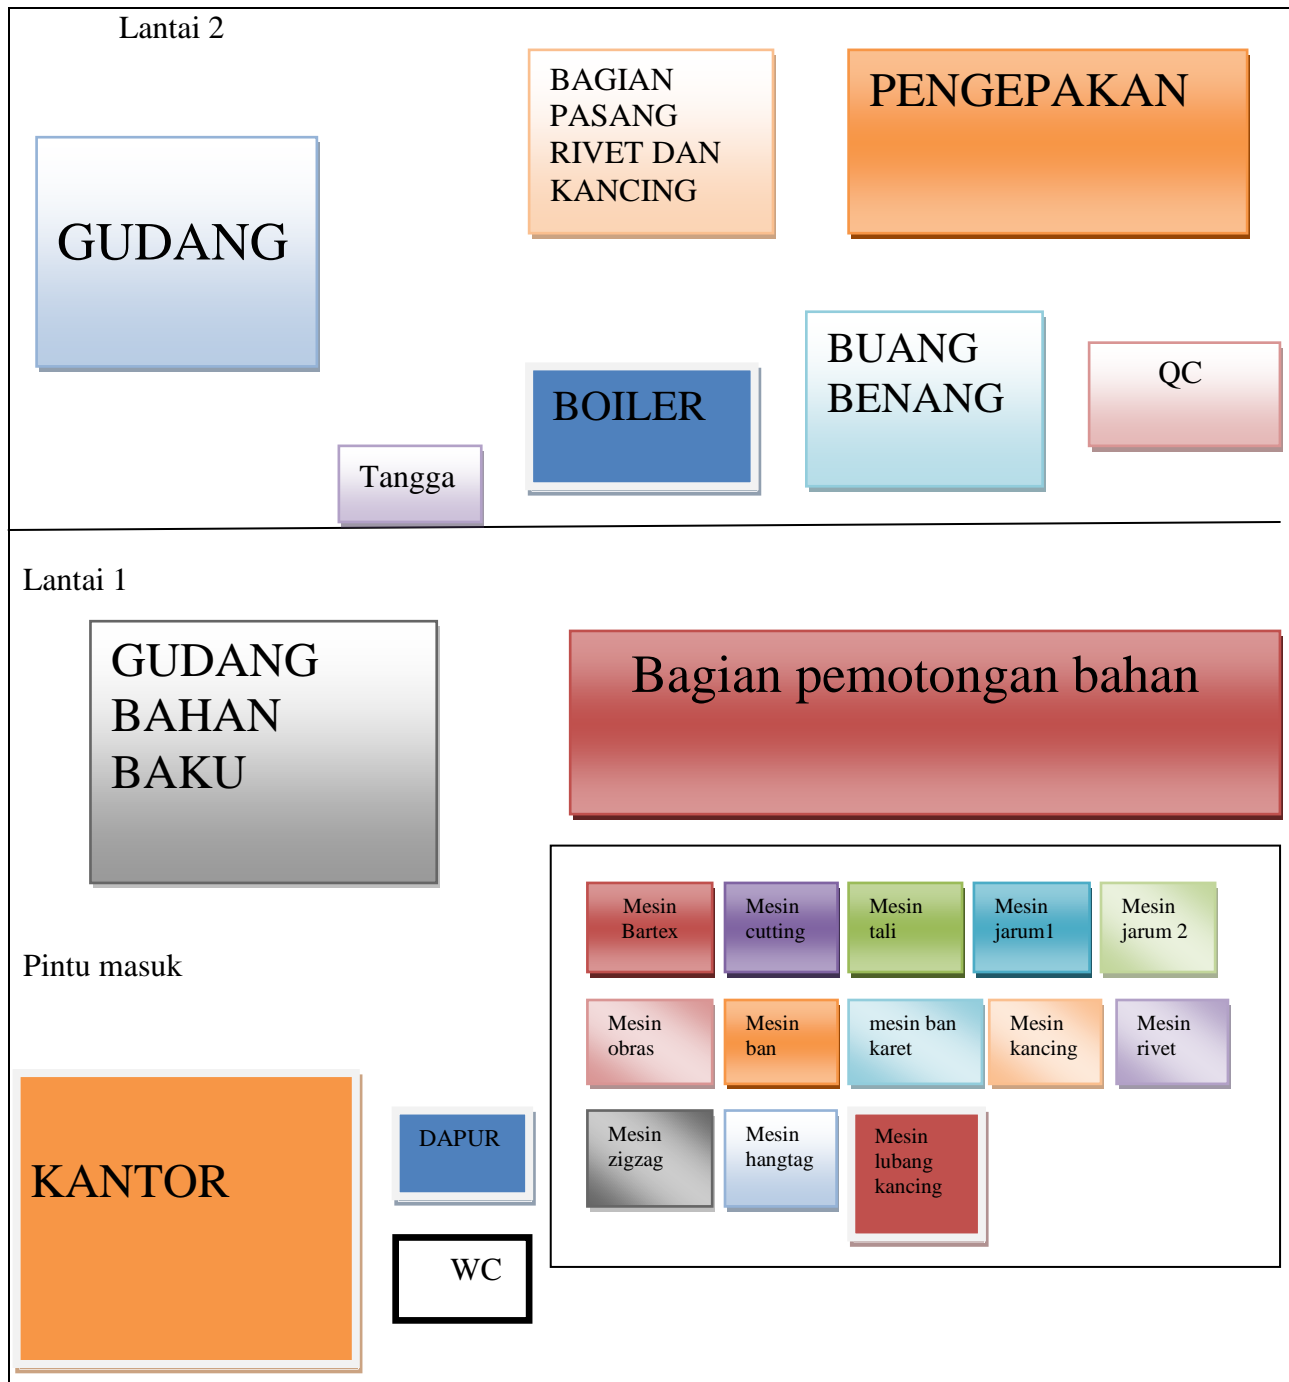 Lantai 2
BAGIAN
PASANG
RIVET DAN
KANCING
PENGEPAKAN
GUDANG
BUANG
BENANG
QC
BOILER
Tangga
Lantai 1
GUDANG
BAHAN
BAKU
Bagian pemotongan bahan
Mesin
Bartex
Mesin
cutting
Mesin
tali
Mesin
jarum1
Mesin
jarum 2
Pintu masuk
Mesin
obras
Mesin
ban
mesin ban
karet
Mesin
kancing
Mesin
rivet
KANTOR
DAPUR
Mesin
zigzag
Mesin
hangtag
Mesin
lubang
kancing
WC